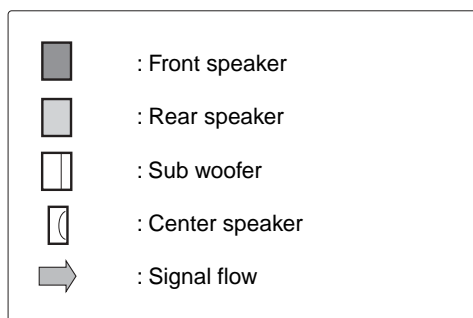 : Front speaker
: Rear speaker
: Sub woofer
: Center speaker
: Signal flow